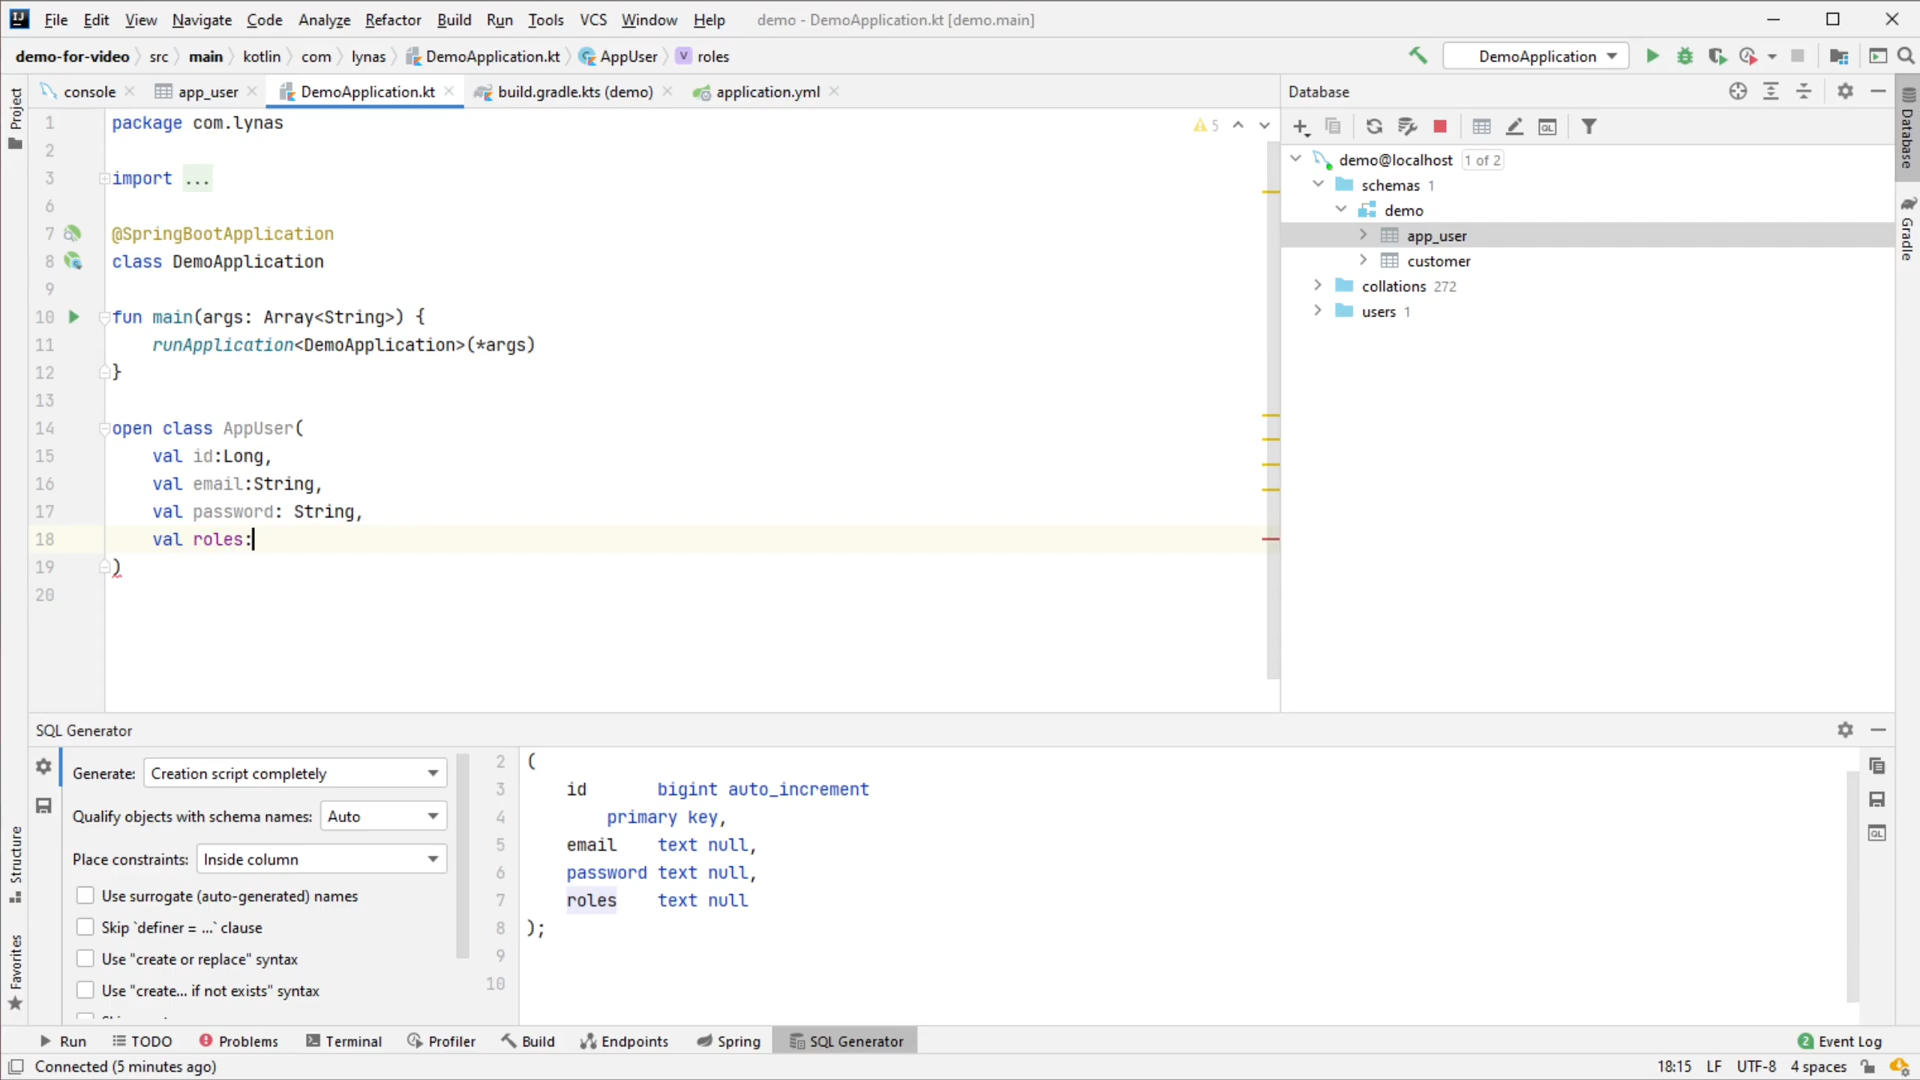 File Edit View Navigate Code Analyze Refactor Build Run Tools VCS Window Help demo - DemoApplication.kt [demo.main]
demo-for-video src main kotlin com lynas DemoApplication.kt AppUser roles DemoApplication
console app_user DemoApplication.kt build.gradle.kts (demo) application.yml
Project
1 package com.lynas
5
2
3 import ...
6
7 @SpringBootApplication
8 class DemoApplication
9
10 fun main(args: Array<String>) {
11 runApplication<DemoApplication>(*args)
12 }
13
14 open class AppUser(
15 val id:Long,
16 val email:String,
17 val password: String,
18 val roles:
19 )
20
Database
demo@localhost 1 of 2
schemas 1
demo
app_user
customer
collations 272
users 1
Database
Gradle
SQL Generator
Generate: Creation script completely
Qualify objects with schema names: Auto
Place constraints: Inside column
Use surrogate (auto-generated) names
Skip `definer = ...` clause
Use "create or replace" syntax
Use "create... if not exists" syntax
2 (
3 id bigint auto_increment
4 primary key,
5 email text null,
6 password text null,
7 roles text null
8 );
9
10
Structure
Favorites
Run TODO Problems Terminal Profiler Build Endpoints Spring SQL Generator 2 Event Log
Connected (5 minutes ago) 18:15 LF UTF-8 4 spaces